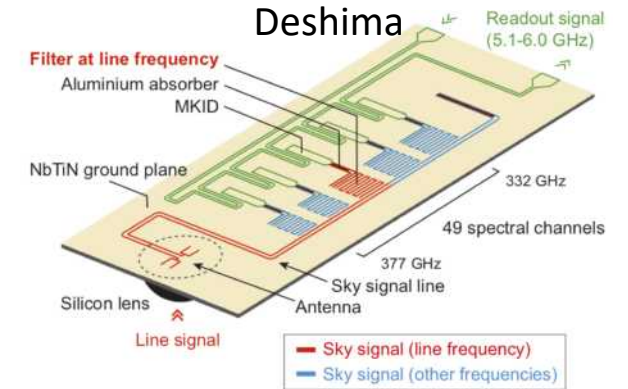 Deshima
Readout signal
(5.1-6.0 GHz)
Filter at line frequency
Aluminium absorber
MKID
NbTiN ground plane
332 GHz
49 spectral channels
377 GHz
Sky signal line
Antenna
Silicon lens
Line signal
Sky signal (line frequency)
Sky signal (other frequencies)